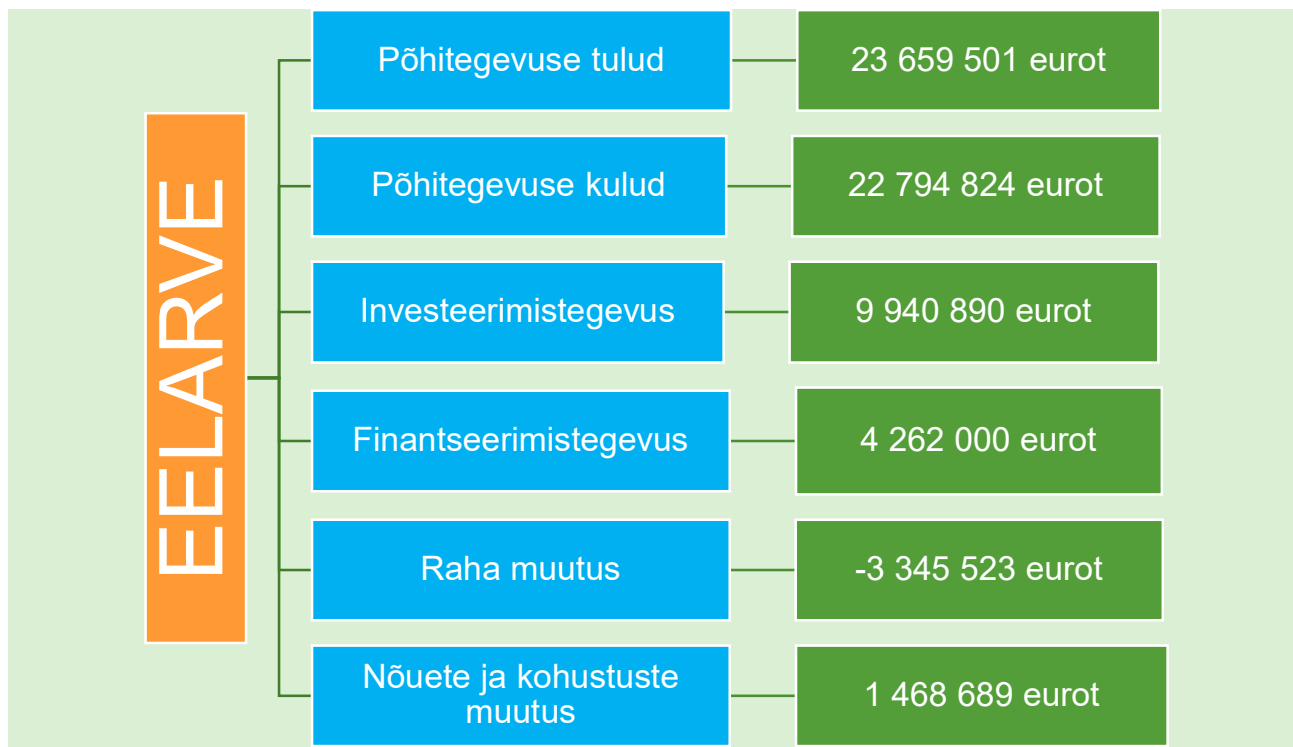 EELARVE
Põhitegevuse tulud
23 659 501 eurot
Põhitegevuse kulud
22 794 824 eurot
Investeerimistegevus
9 940 890 eurot
Finantseerimistegevus
4 262 000 eurot
Raha muutus
-3 345 523 eurot
Nõuete ja kohustuste
muutus
1 468 689 eurot